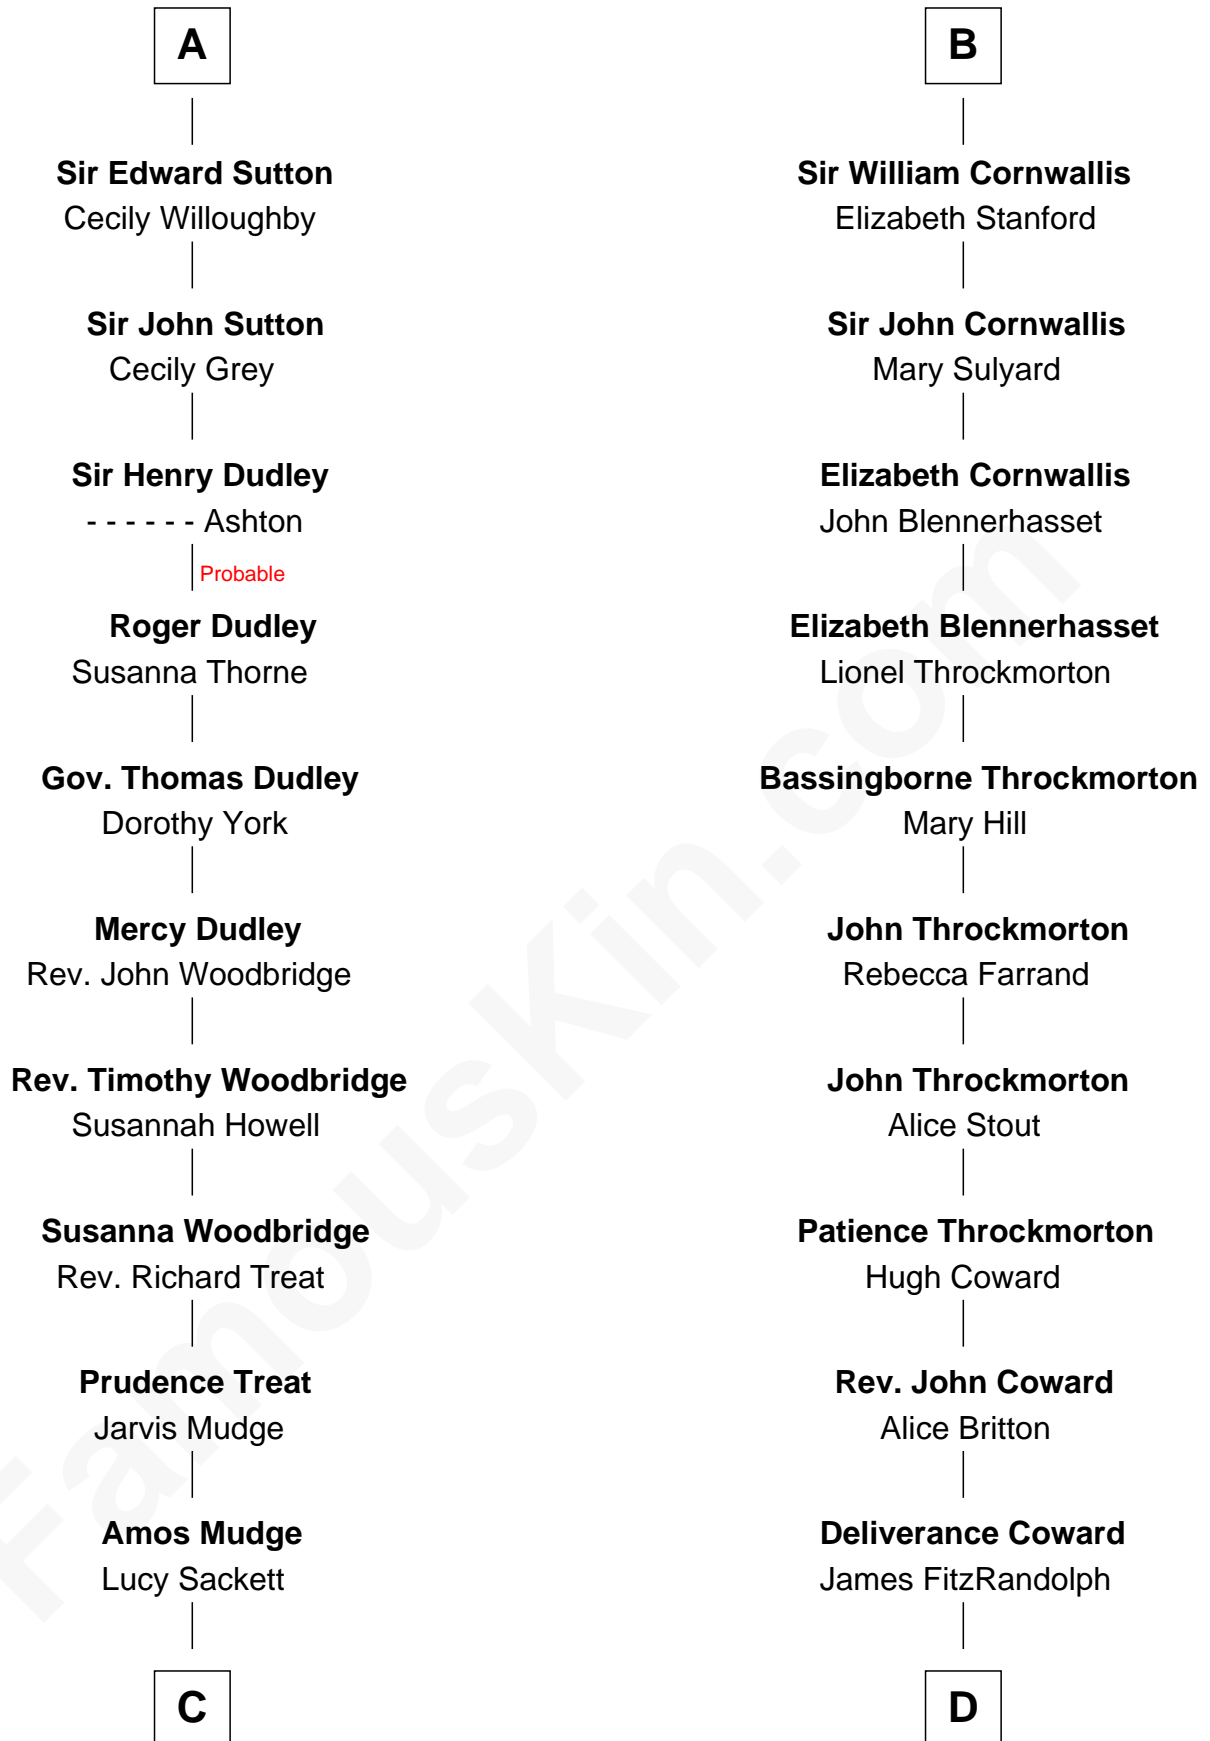 A
Sir Edward Sutton
Cecily Willoughby
Sir John Sutton
Cecily Grey
Sir Henry Dudley
- - - - - - Ashton
Probable
Roger Dudley
Susanna Thorne
Gov. Thomas Dudley
Dorothy York
Mercy Dudley
Rev. John Woodbridge
Rev. Timothy Woodbridge
Susannah Howell
Susanna Woodbridge
Rev. Richard Treat
Prudence Treat
Jarvis Mudge
Amos Mudge
Lucy Sackett
C
B
Sir William Cornwallis
Elizabeth Stanford
Sir John Cornwallis
Mary Sulyard
Elizabeth Cornwallis
John Blennerhasset
Elizabeth Blennerhasset
Lionel Throckmorton
Bassingborne Throckmorton
Mary Hill
John Throckmorton
Rebecca Farrand
John Throckmorton
Alice Stout
Patience Throckmorton
Hugh Coward
Rev. John Coward
Alice Britton
Deliverance Coward
James FitzRandolph
D
FamousKin.com